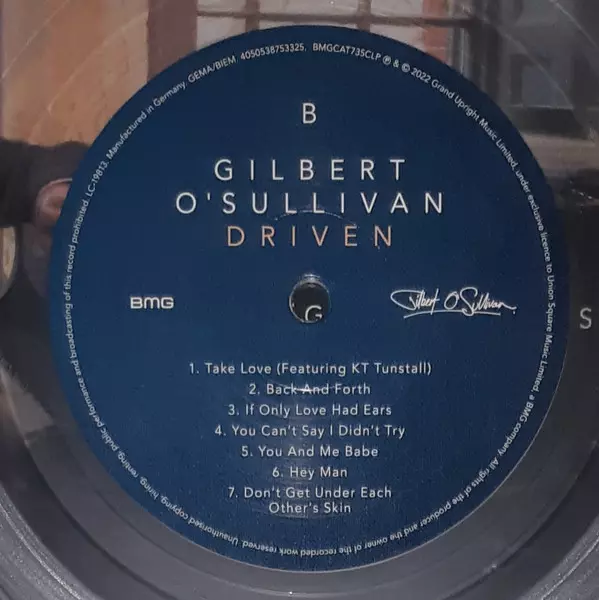 B
GILBERT
O'SULLIVAN
DRIVEN
BMG
Gilbert O'Sullivan
G
S
1. Take Love (Featuring KT Tunstall)
2. Back And Forth
3. If Only Love Had Ears
4. You Can't Say I Didn't Try
5. You And Me Babe
6. Hey Man
7. Don't Get Under Each
Other's Skin
Unauthorised copying, hiring, renting, public performance and broadcasting of this record prohibited. LC-19813. Manufactured in Germany. GEMA/BIEM 4050538753325. BMGCAT735CLP ℗ & © 2022 Grand Upright Music Limited, under exclusive licence to Union Square Music Limited, a BMG company. All rights of the producer and the owner of the recorded work reserved.